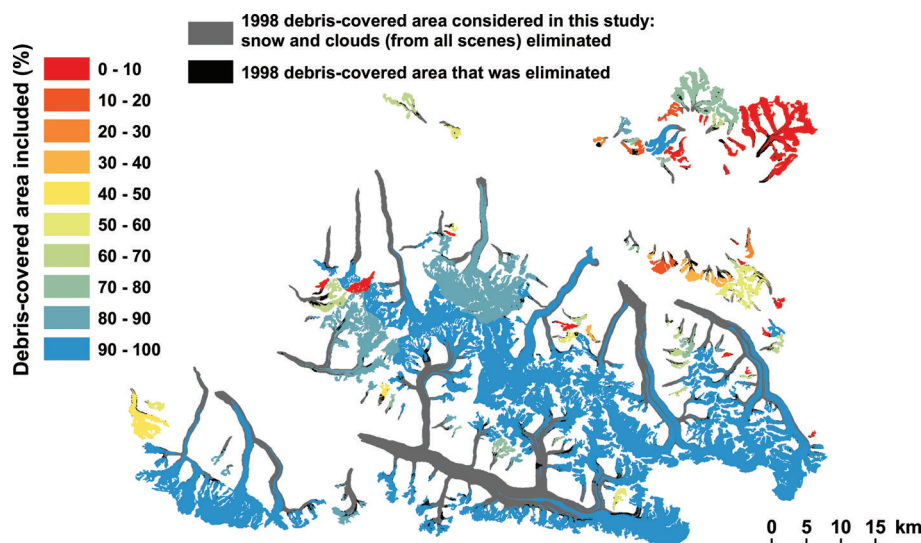 1998 debris-covered area considered in this study:
snow and clouds (from all scenes) eliminated
1998 debris-covered area that was eliminated
Debris-covered area included (%)
0 - 10
10 - 20
20 - 30
30 - 40
40 - 50
50 - 60
60 - 70
70 - 80
80 - 90
90 - 100
0 5 10 15 km